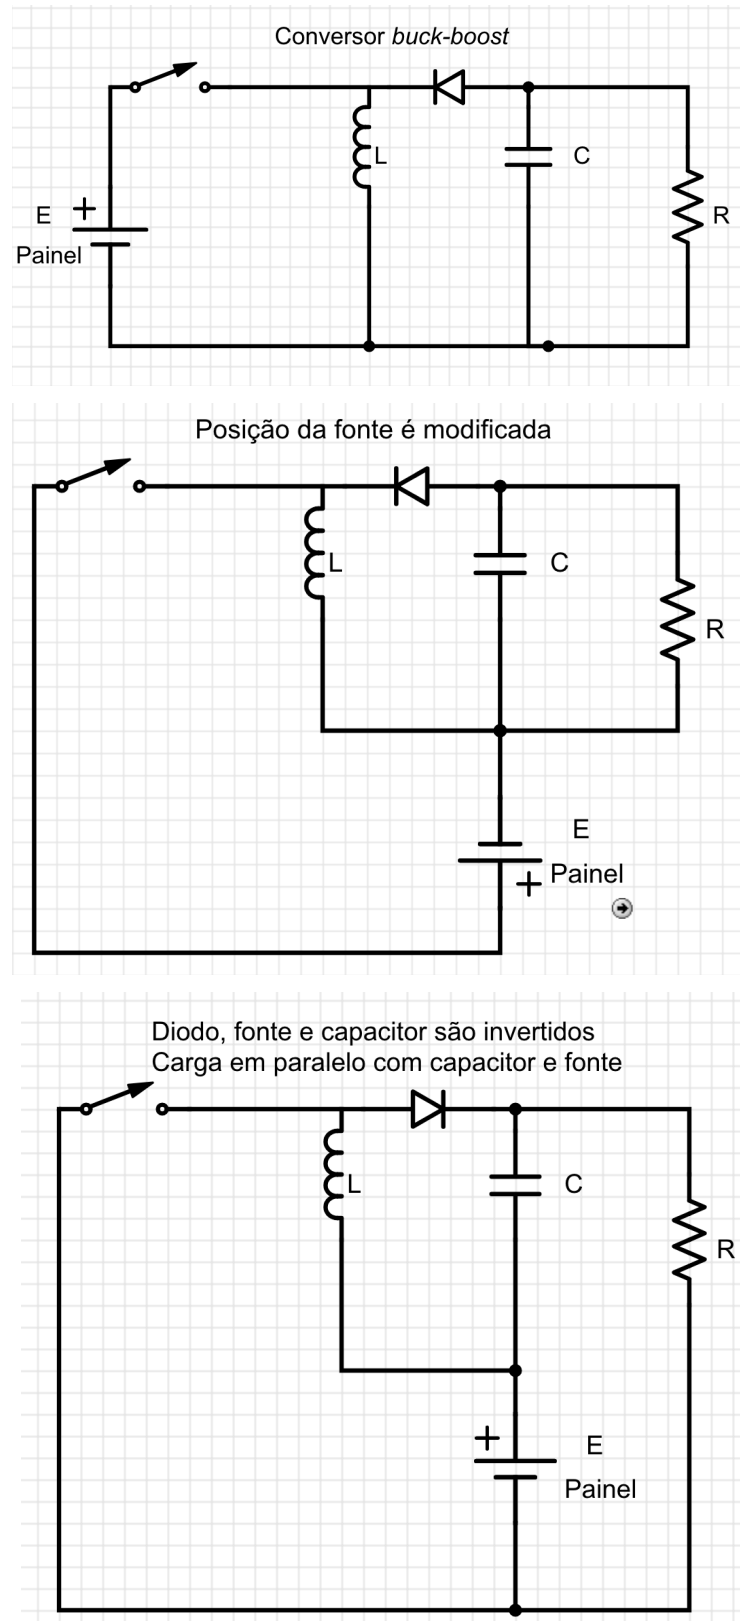 Conversor buck-boost
L
C
+
E
R
Painel
Posição da fonte é modificada
L
C
R
E
Painel
+
Diodo, fonte e capacitor são invertidos
Carga em paralelo com capacitor e fonte
L
C
R
+
E
Painel